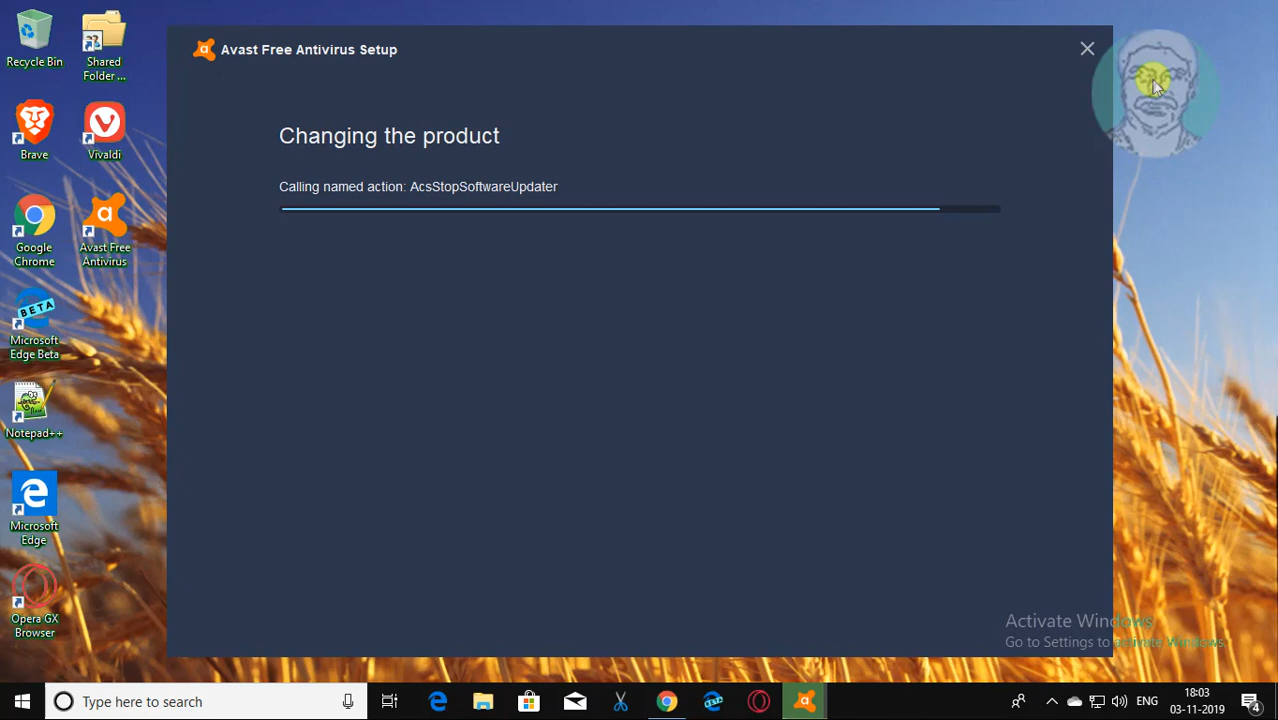 Recycle Bin
Shared
Folder ...
Avast Free Antivirus Setup
Changing the product
Calling named action: AcsStopSoftwareUpdater
Brave
Vivaldi
Google
Chrome
Avast Free
Antivirus
BETA
Microsoft
Edge Beta
Notepad++
Microsoft
Edge
Opera GX
Browser
Activate Windows
Go to Settings to activate Windows.
Type here to search
ENG
18:03
03-11-2019
4